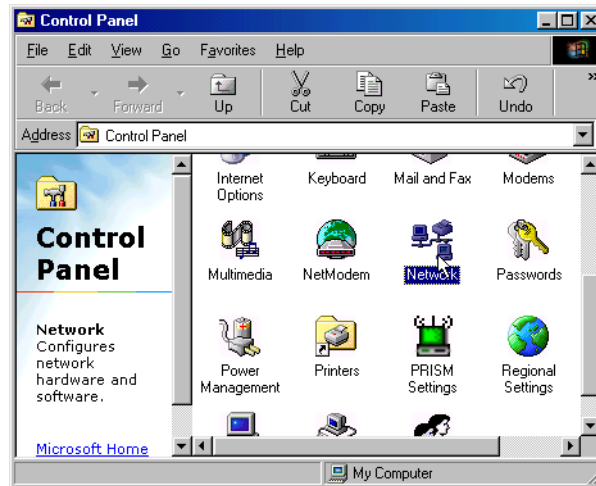 Control Panel
File Edit View Go Favorites Help
Back Forward Up Cut Copy Paste Undo »
Address Control Panel
Control
Panel
Network
Configures
network
hardware and
software.
Microsoft Home
Internet
Options
Keyboard
Mail and Fax
Modems
Multimedia
NetModem
Network
Passwords
Power
Management
Printers
PRISM
Settings
Regional
Settings
My Computer